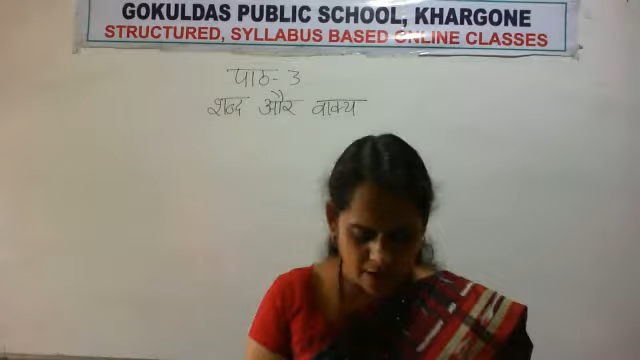 GOKULDAS PUBLIC SCHOOL, KHARGONE
STRUCTURED, SYLLABUS BASED ONLINE CLASSES
पाठ- 3
शब्द और वाक्य